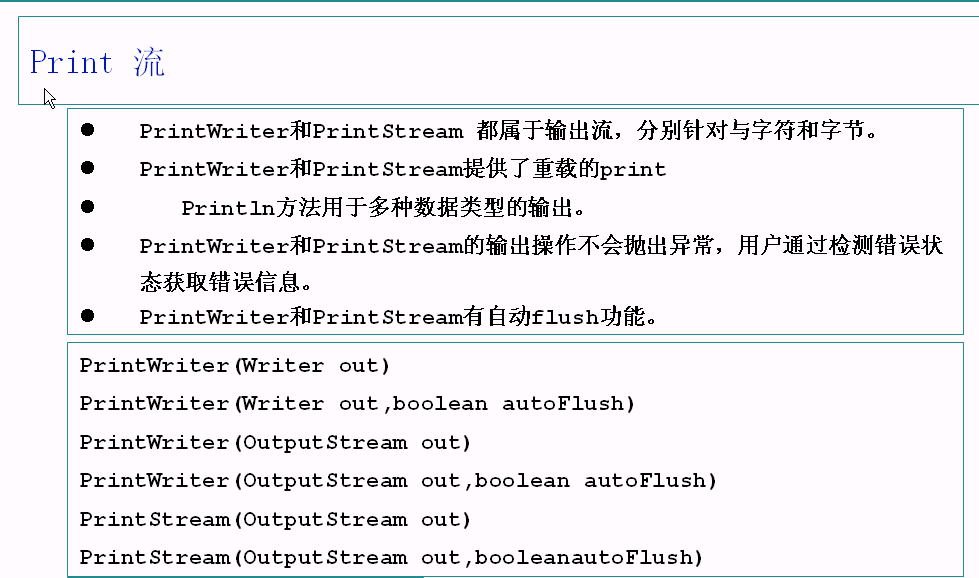 Print 流
● PrintWriter和PrintStream 都属于输出流，分别针对与字符和字节。
● PrintWriter和PrintStream提供了重载的print
● Println方法用于多种数据类型的输出。
● PrintWriter和PrintStream的输出操作不会抛出异常，用户通过检测错误状
态获取错误信息。
● PrintWriter和PrintStream有自动flush功能。
PrintWriter(Writer out)
PrintWriter(Writer out,boolean autoFlush)
PrintWriter(OutputStream out)
PrintWriter(OutputStream out,boolean autoFlush)
PrintStream(OutputStream out)
PrintStream(OutputStream out,booleanautoFlush)